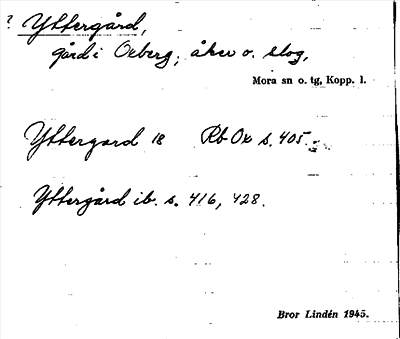 ? Yttergård,
gård i Oxberg; åker o. slog,
Mora sn o. tg, Kopp. l.
Yttergard 18 Rb Ox s. 405.
Yttergård ib. s. 416, 428.
Bror Lindén 1945.